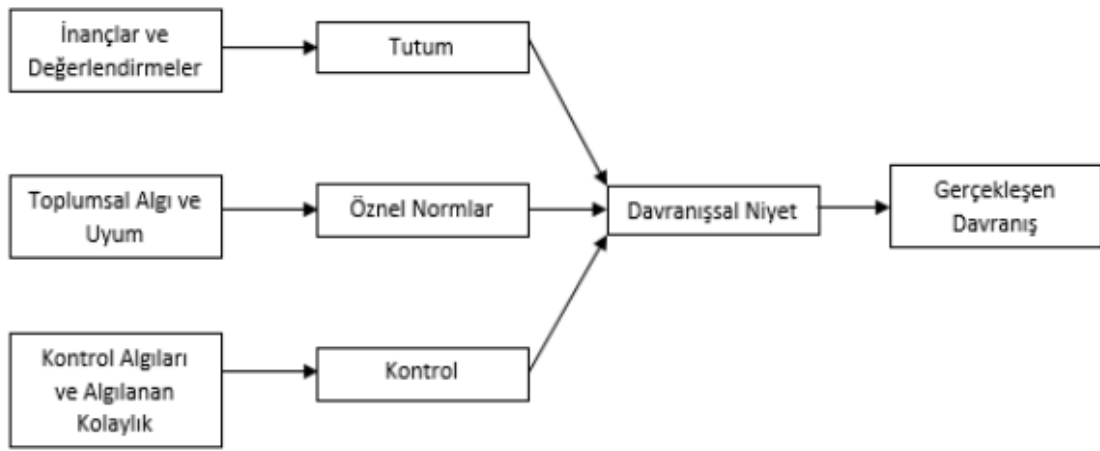 İnançlar ve
Değerlendirmeler
Tutum
Toplumsal Algı ve
Uyum
Öznel Normlar
Davranışsal Niyet
Gerçekleşen
Davranış
Kontrol Algıları
ve Algılanan
Kolaylık
Kontrol